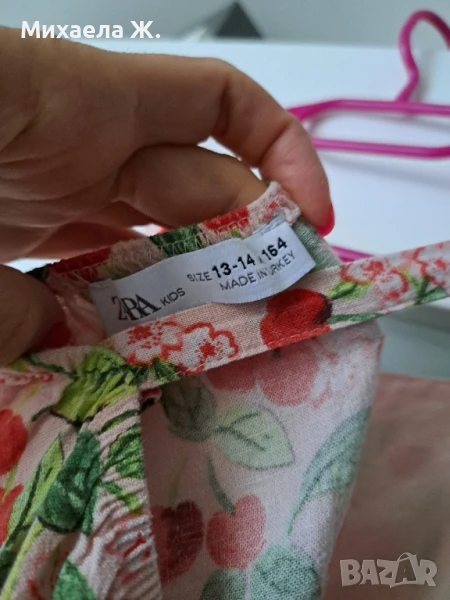 Михаела Ж.
ZARA KIDS
SIZE 13-14 164
MADE IN TURKEY
BAZAR